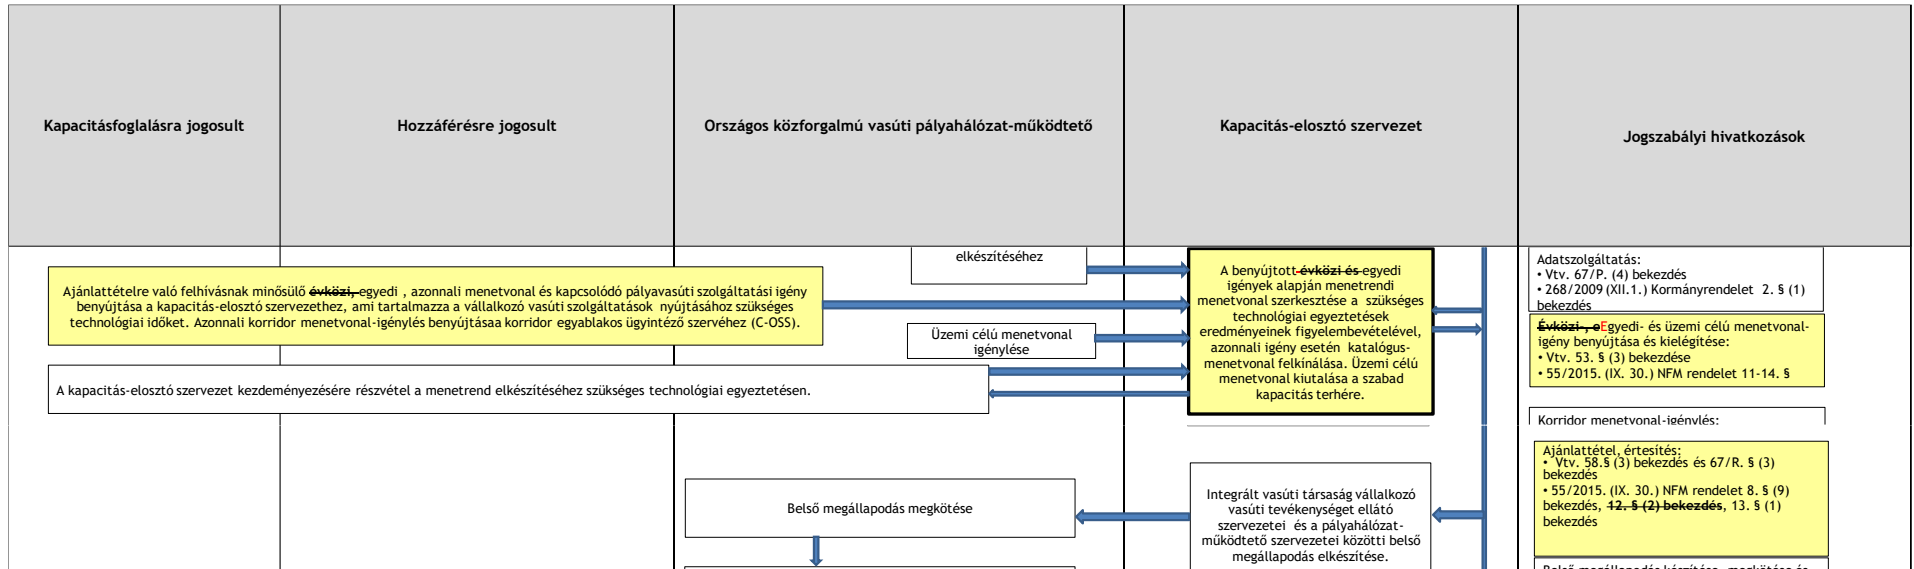 Kapacitásfoglalásra jogosult
Hozzáférésre jogosult
Országos közforgalmú vasúti pályahálózat-működtető
Kapacitás-elosztó szervezet
Jogszabályi hivatkozások
elkészítéséhez
Ajánlattételre való felhívásnak minősülő évközi, egyedi , azonnali menetvonal és kapcsolódó pályavasúti szolgáltatási igény
benyújtása a kapacitás-elosztó szervezethez, ami tartalmazza a vállalkozó vasúti szolgáltatások nyújtásához szükséges
technológiai időket. Azonnali korridor menetvonal-igénylés benyújtásaa korridor egyablakos ügyintéző szervéhez (C-OSS).
Üzemi célú menetvonal
igénylése
A kapacitás-elosztó szervezet kezdeményezésére részvétel a menetrend elkészítéséhez szükséges technológiai egyeztetésen.
A benyújtott évközi és egyedi
igények alapján menetrendi
menetvonal szerkesztése a szükséges
technológiai egyeztetések
eredményeinek figyelembevételével,
azonnali igény esetén katalógus-
menetvonal felkínálása. Üzemi célú
menetvonal kiutalása a szabad
kapacitás terhére.
Adatszolgáltatás:
• Vtv. 67/P. (4) bekezdés
• 268/2009 (XII.1.) Kormányrendelet 2. § (1)
bekezdés
Évközi-, eEgyedi- és üzemi célú menetvonal-
igény benyújtása és kielégítése:
• Vtv. 53. § (3) bekezdése
• 55/2015. (IX. 30.) NFM rendelet 11-14. §
Korridor menetvonal-igénylés:
Belső megállapodás megkötése
Integrált vasúti társaság vállalkozó
vasúti tevékenységet ellátó
szervezetei és a pályahálózat-
működtető szervezetei közötti belső
megállapodás elkészítése.
Ajánlattétel, értesítés:
• Vtv. 58.§ (3) bekezdés és 67/R. § (3)
bekezdés
• 55/2015. (IX. 30.) NFM rendelet 8. § (9)
bekezdés, 12. § (2) bekezdés, 13. § (1)
bekezdés